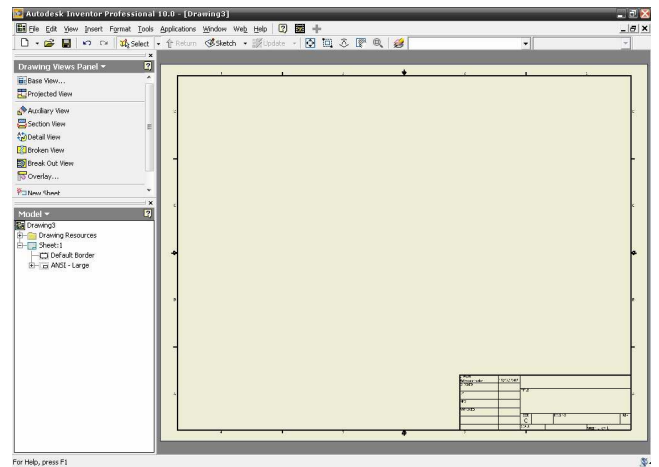 Autodesk Inventor Professional 10.0 - [Drawing3]
File Edit View Insert Format Tools Applications Window Web Help
Select Return Sketch Update
Drawing Views Panel
Base View...
Projected View
Auxiliary View
Section View
Detail View
Broken View
Break Out View
Overlay...
New Sheet
Model
Drawing3
Drawing Resources
Sheet:1
Default Border
ANSI - Large
C
For Help, press F1